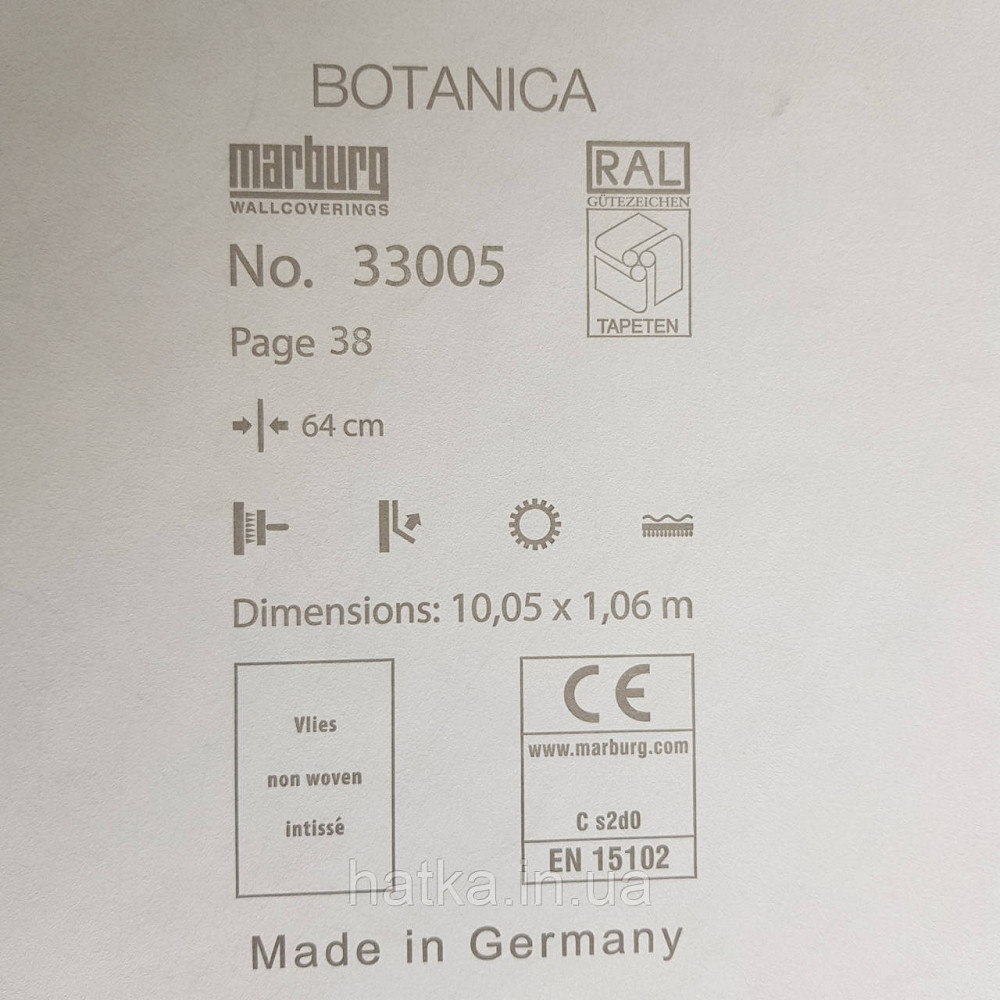 BOTANICA
marburg
WALLCOVERINGS
RAL
GÜTEZEICHEN
TAPETEN
No. 33005
Page 38
64 cm
Dimensions: 10,05 x 1,06 m
Vlies
non woven
intissé
CE
www.marburg.com
C s2d0
EN 15102
hatka.in.ua
Made in Germany